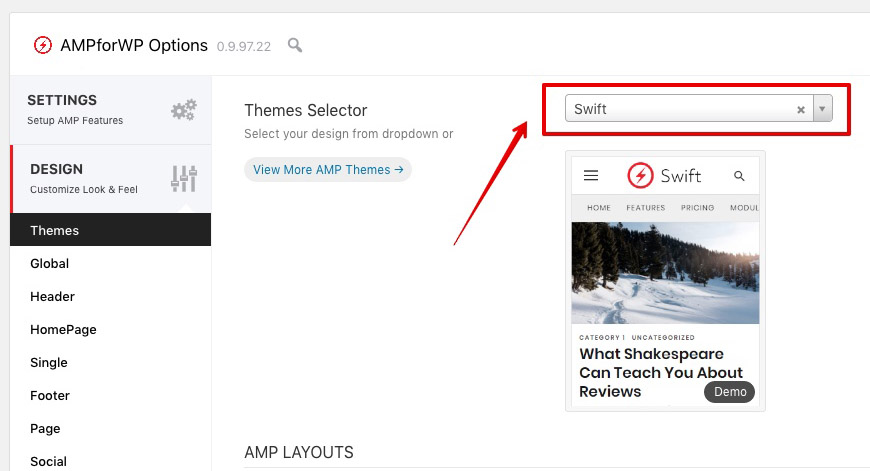 AMPforWP Options 0.9.97.22
SETTINGS
Setup AMP Features
DESIGN
Customize Look & Feel
Themes
Global
Header
HomePage
Single
Footer
Page
Social
Themes Selector
Select your design from dropdown or
View More AMP Themes →
Swift
Swift
HOME FEATURES PRICING MODUL
CATEGORY 1 UNCATEGORIZED
What Shakespeare
Can Teach You About
Reviews
Demo
AMP LAYOUTS